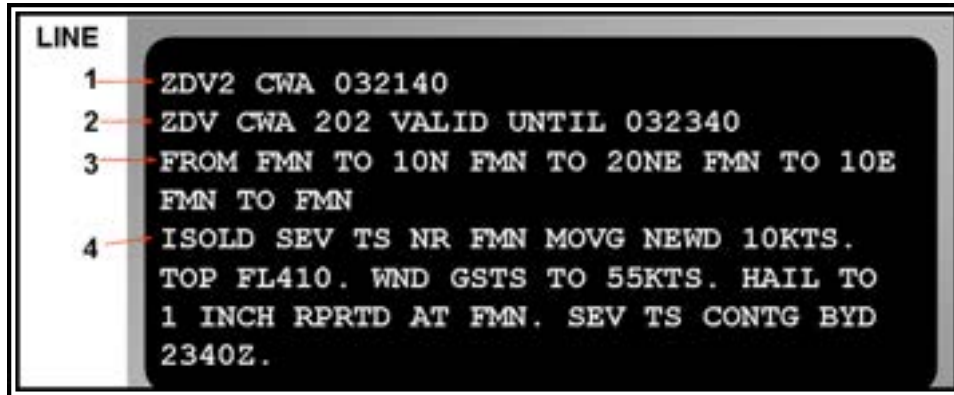 LINE
1 ZDV2 CWA 032140
2 ZDV CWA 202 VALID UNTIL 032340
3 FROM FMN TO 10N FMN TO 20NE FMN TO 10E
FMN TO FMN
4 ISOLD SEV TS NR FMN MOVG NEWD 10KTS.
TOP FL410. WND GSTS TO 55KTS. HAIL TO
1 INCH RPRTD AT FMN. SEV TS CONTG BYD
2340Z.